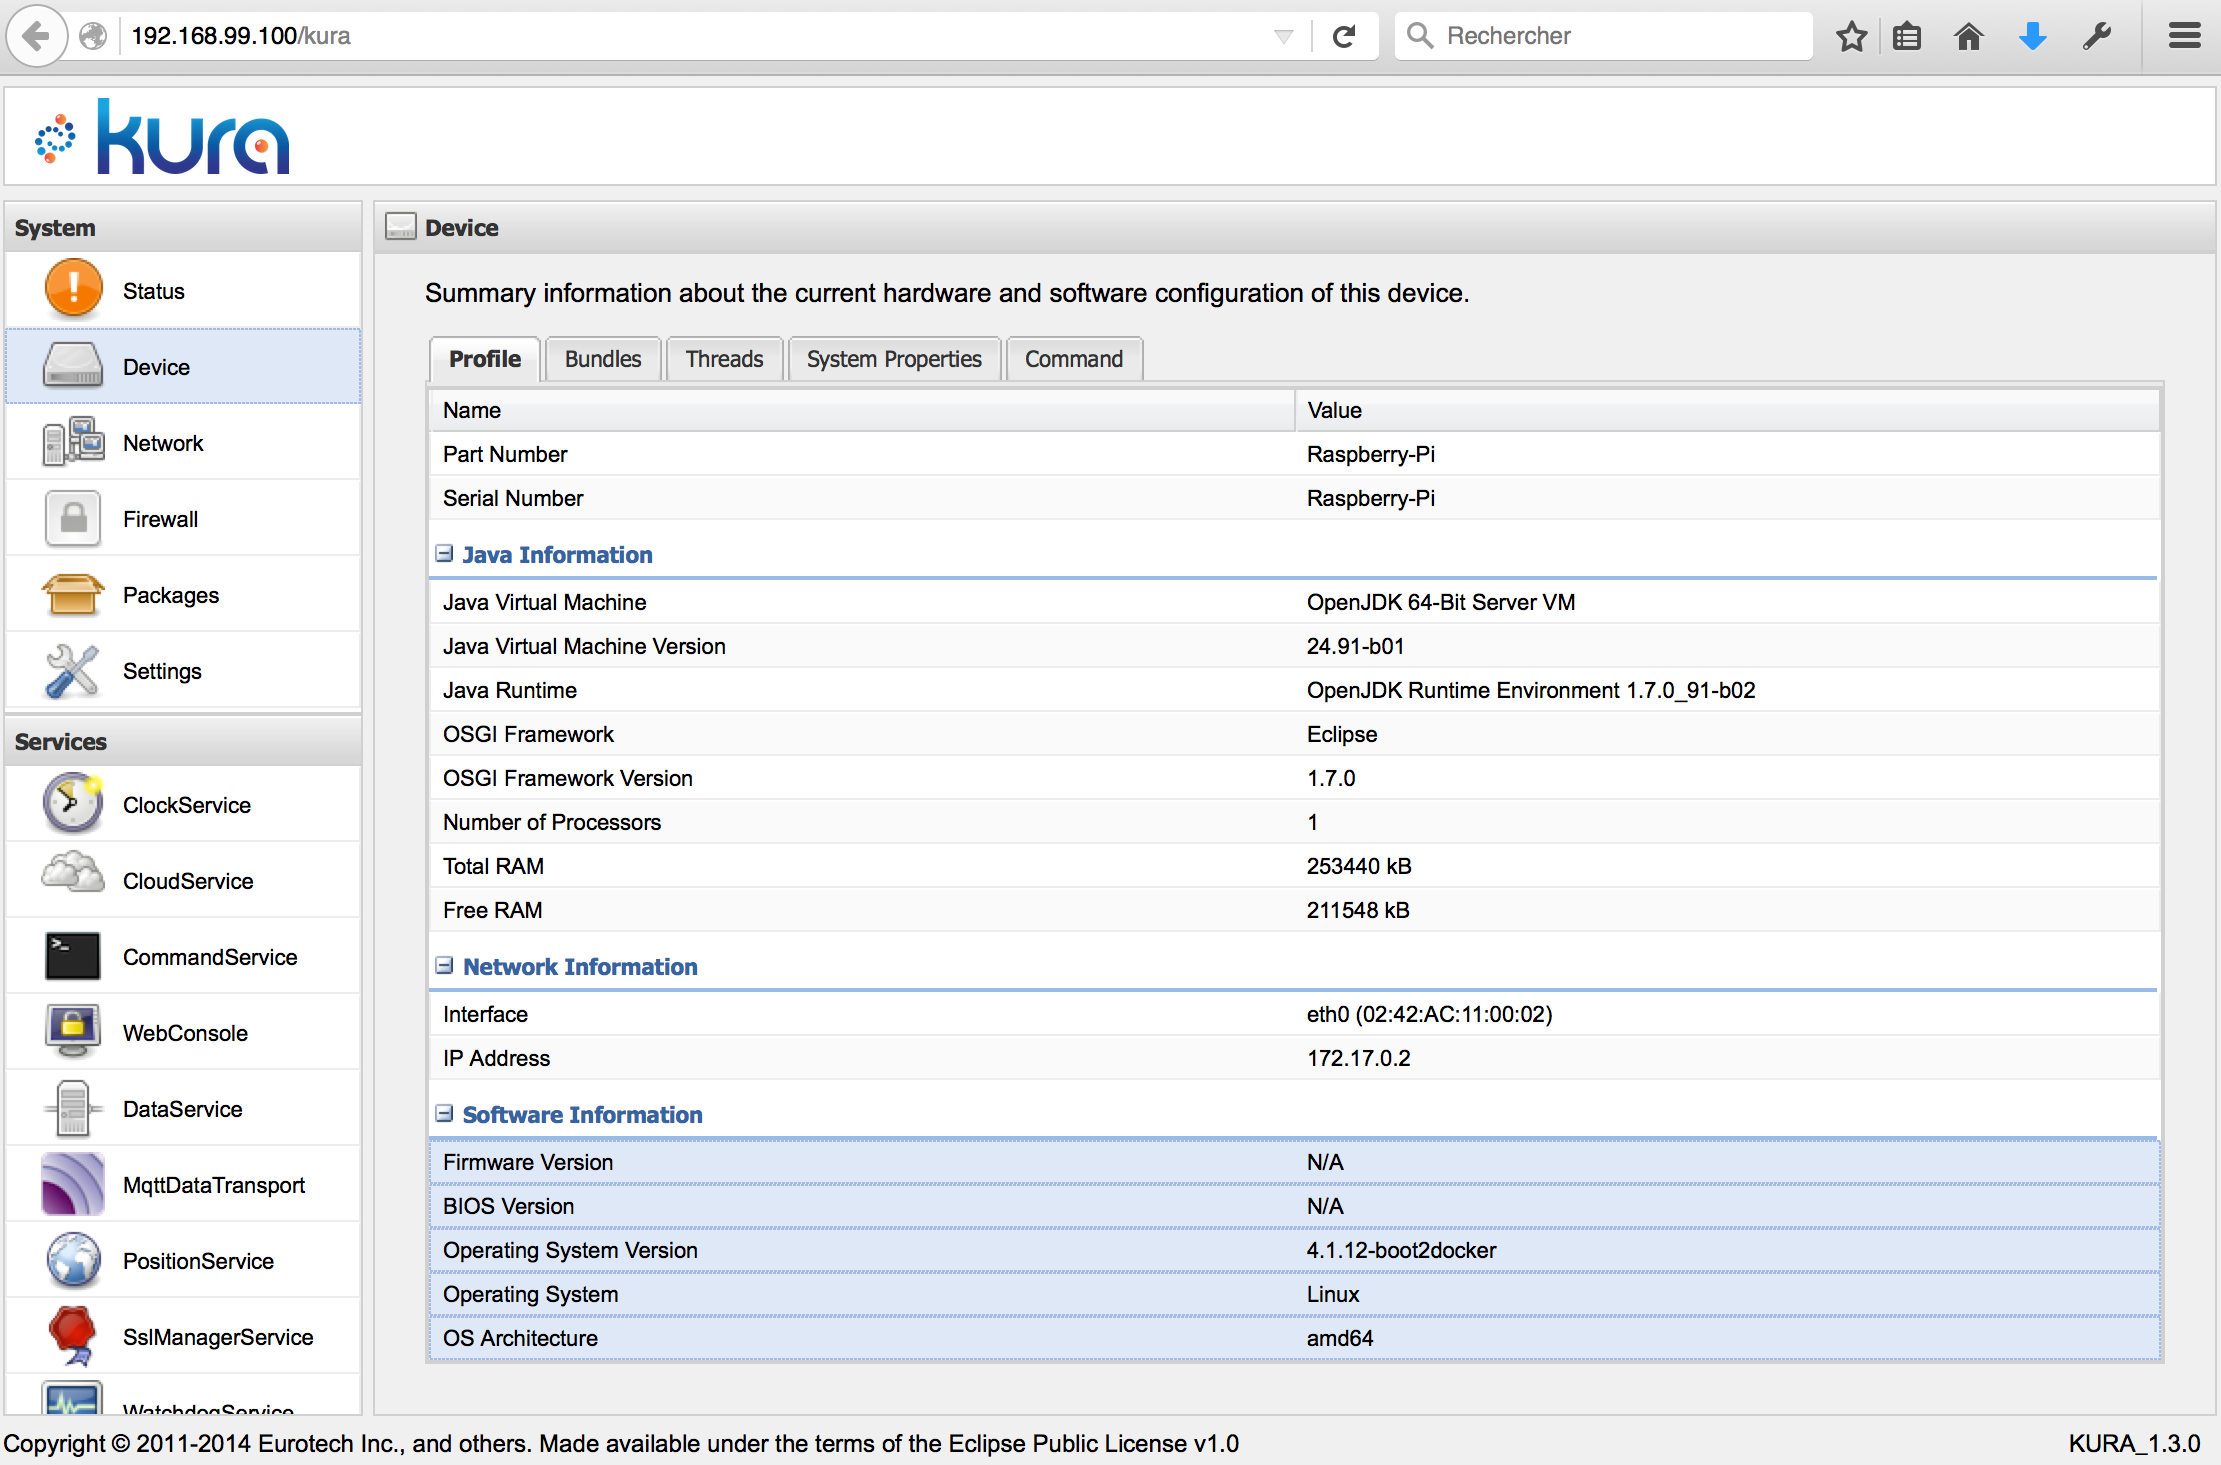 192.168.99.100/kura
Rechercher
kura
System
Status
Device
Network
Firewall
Packages
Settings
Services
ClockService
CloudService
CommandService
WebConsole
DataService
MqttDataTransport
PositionService
SslManagerService
WatchdogService
Device
Summary information about the current hardware and software configuration of this device.
Profile Bundles Threads System Properties Command
Name Value
Part Number Raspberry-Pi
Serial Number Raspberry-Pi
Java Information
Java Virtual Machine OpenJDK 64-Bit Server VM
Java Virtual Machine Version 24.91-b01
Java Runtime OpenJDK Runtime Environment 1.7.0_91-b02
OSGI Framework Eclipse
OSGI Framework Version 1.7.0
Number of Processors 1
Total RAM 253440 kB
Free RAM 211548 kB
Network Information
Interface eth0 (02:42:AC:11:00:02)
IP Address 172.17.0.2
Software Information
Firmware Version N/A
BIOS Version N/A
Operating System Version 4.1.12-boot2docker
Operating System Linux
OS Architecture amd64
Copyright © 2011-2014 Eurotech Inc., and others. Made available under the terms of the Eclipse Public License v1.0
KURA_1.3.0